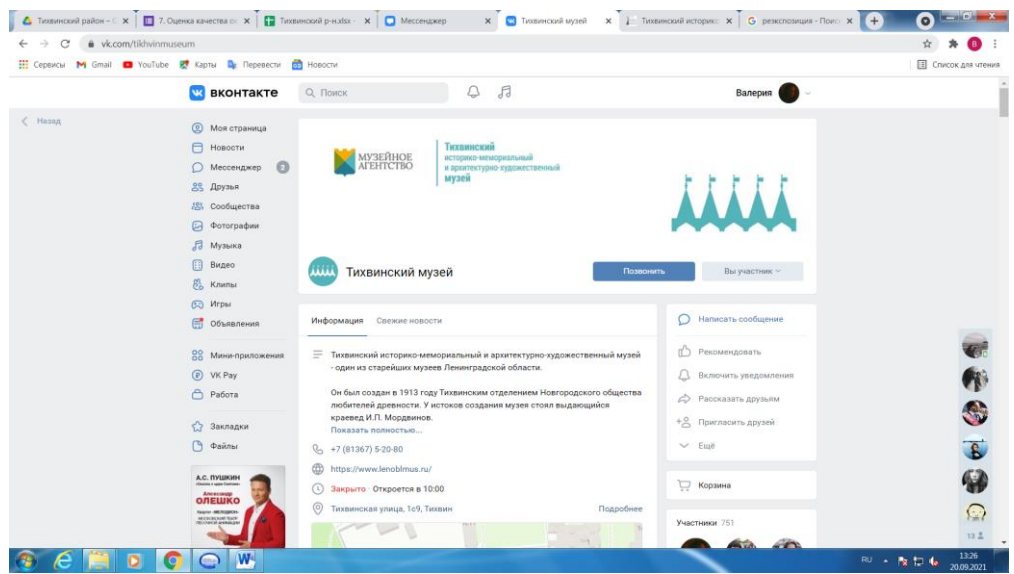 Тихвинский район – G
7. Оценка качества
Тихвинский р-н.xlsx -
Мессенджер
Тихвинский музей
Тихвинский историко
реэкспозиция - Поис
vk.com/tikhvinmuseum
Сервисы
Gmail
YouTube
Карты
Перевести
Новости
Список для чтения
вконтакте
Поиск
Валерия
Назад
Моя страница
Новости
Мессенджер 2
Друзья
Сообщества
Фотографии
Музыка
Видео
Клипы
Игры
Объявления
Мини-приложения
VK Pay
Работа
Закладки
Файлы
А.С. ПУШКИН
Александр
ОЛЕШКО
МУЗЕЙНОЕ
АГЕНТСТВО
Тихвинский
историко-мемориальный
и архитектурно-художественный
музей
Тихвинский музей
Позвонить
Вы участник
Информация
Свежие новости
Тихвинский историко-мемориальный и архитектурно-художественный музей
- один из старейших музеев Ленинградской области.
Он был создан в 1913 году Тихвинским отделением Новгородского общества
любителей древности. У истоков создания музея стоял выдающийся
краевед И.П. Мордвинов.
Показать полностью...
+7 (81367) 5-20-80
https://www.lenoblmus.ru/
Закрыто · Откроется в 10:00
Тихвинская улица, 1с9, Тихвин
Подробнее
Написать сообщение
Рекомендовать
Включить уведомления
Рассказать друзьям
Пригласить друзей
Ещё
Корзина
Участники 751
13
RU
13:26
20.09.2021